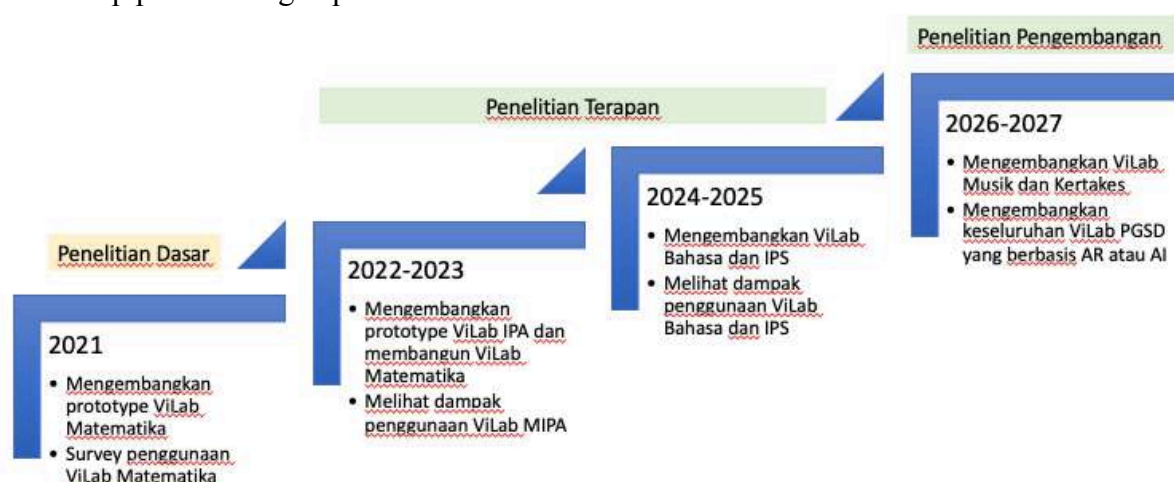 Penelitian Dasar
2021
• Mengembangkan
prototype ViLab
Matematika
• Survey penggunaan
ViLab Matematika
Penelitian Terapan
2022-2023
• Mengembangkan
prototype ViLab IPA dan
membangun ViLab
Matematika
• Melihat dampak
penggunaan ViLab MIPA
2024-2025
• Mengembangkan ViLab
Bahasa dan IPS
• Melihat dampak
penggunaan ViLab
Bahasa dan IPS
Penelitian Pengembangan
2026-2027
• Mengembangkan ViLab
Musik dan Kertakes
• Mengembangkan
keseluruhan ViLab PGSD
yang berbasis AR atau AI